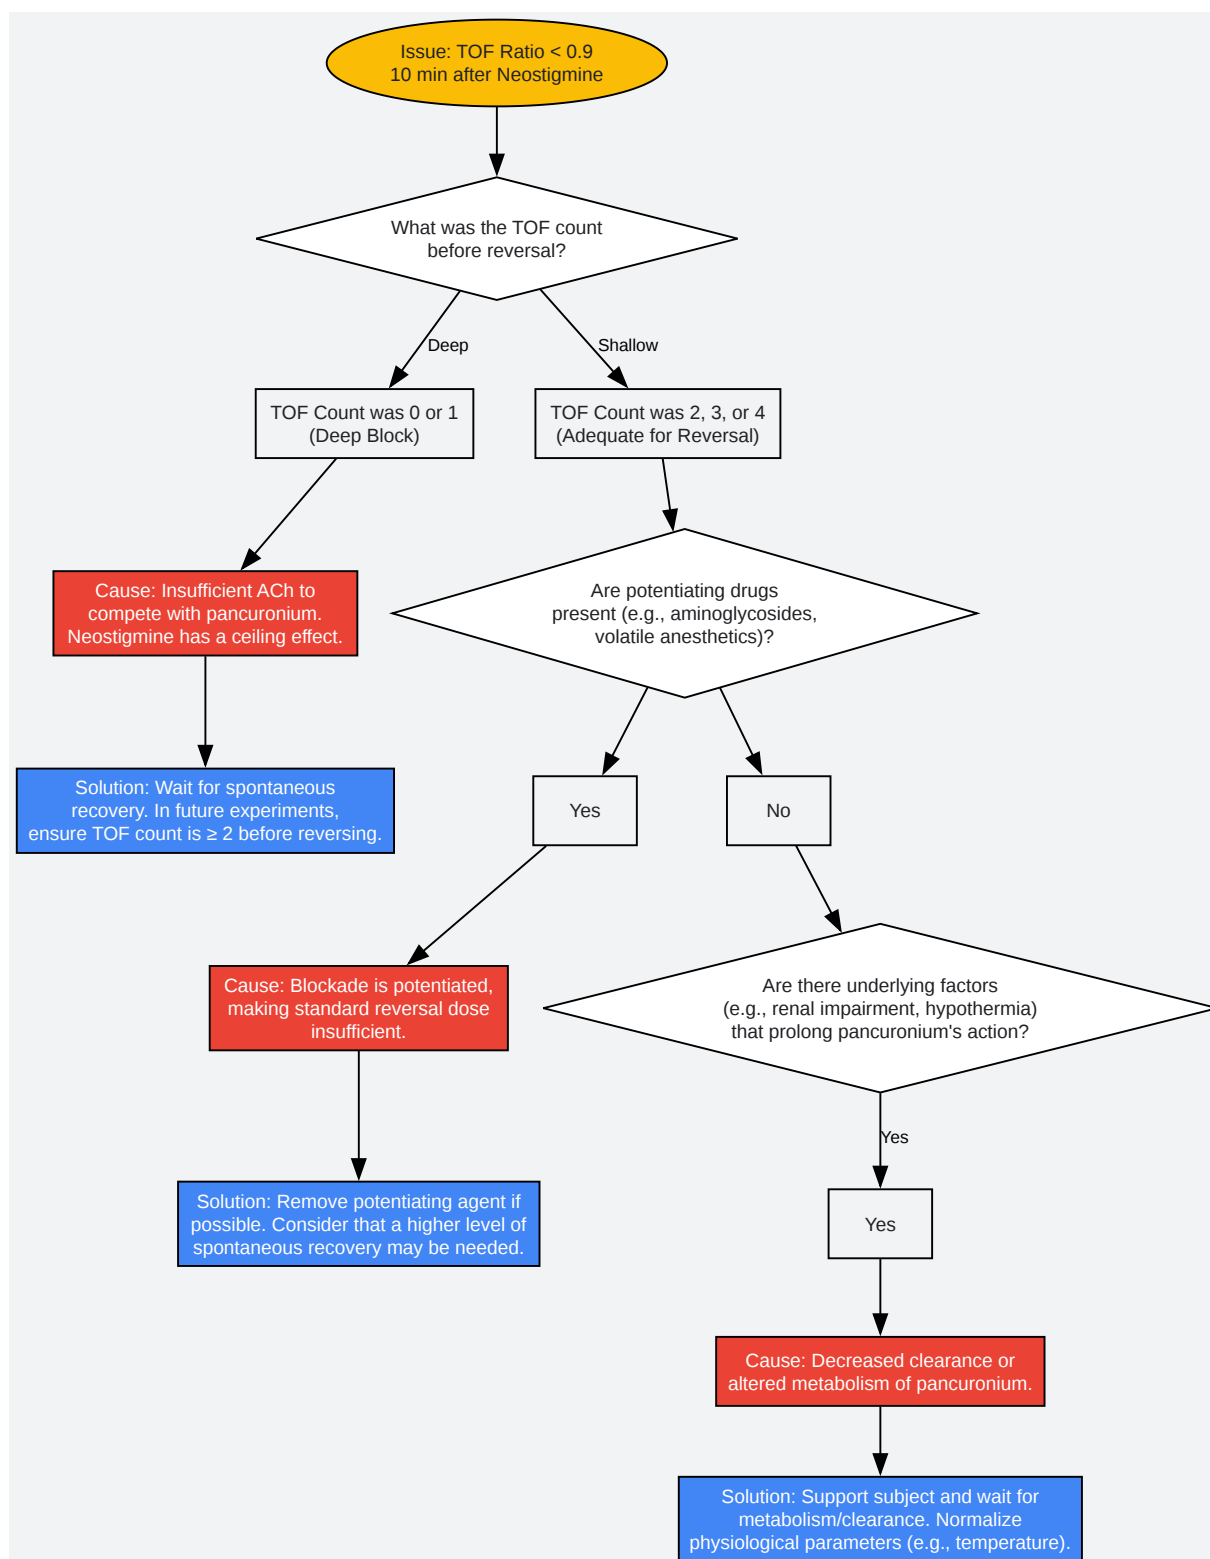 Issue: TOF Ratio < 0.9
10 min after Neostigmine
What was the TOF count
before reversal?
Deep
Shallow
TOF Count was 0 or 1
(Deep Block)
TOF Count was 2, 3, or 4
(Adequate for Reversal)
Cause: Insufficient ACh to
compete with pancuronium.
Neostigmine has a ceiling effect.
Are potentiating drugs
present (e.g., aminoglycosides,
volatile anesthetics)?
Solution: Wait for spontaneous
recovery. In future experiments,
ensure TOF count is ≥ 2 before reversing.
Yes
No
Cause: Blockade is potentiated,
making standard reversal dose
insufficient.
Are there underlying factors
(e.g., renal impairment, hypothermia)
that prolong pancuronium's action?
Yes
Solution: Remove potentiating agent if
possible. Consider that a higher level of
spontaneous recovery may be needed.
Yes
Cause: Decreased clearance or
altered metabolism of pancuronium.
Solution: Support subject and wait for
metabolism/clearance. Normalize
physiological parameters (e.g., temperature).